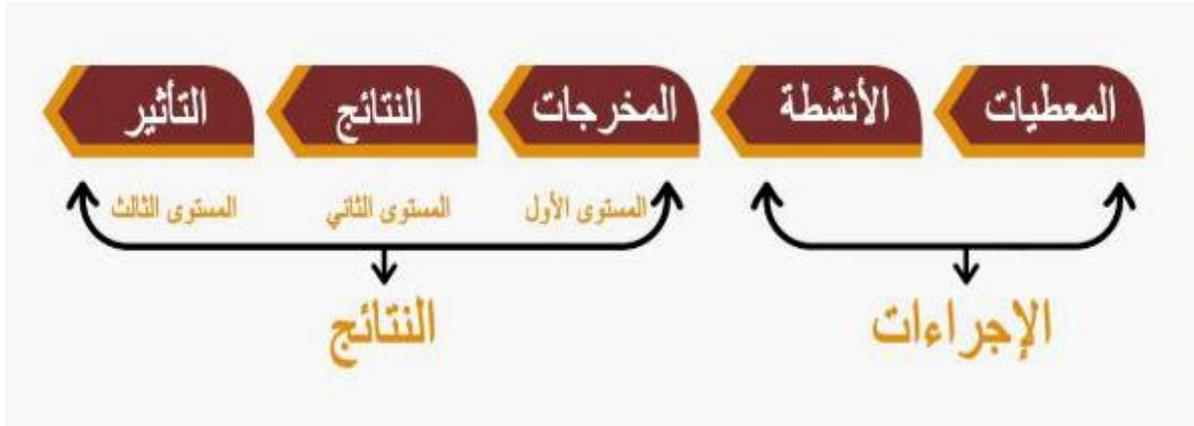 المعطيات
الأنشطة
المخرجات
النتائج
التأثير
المستوى الأول
المستوى الثاني
المستوى الثالث
الإجراءات
النتائج